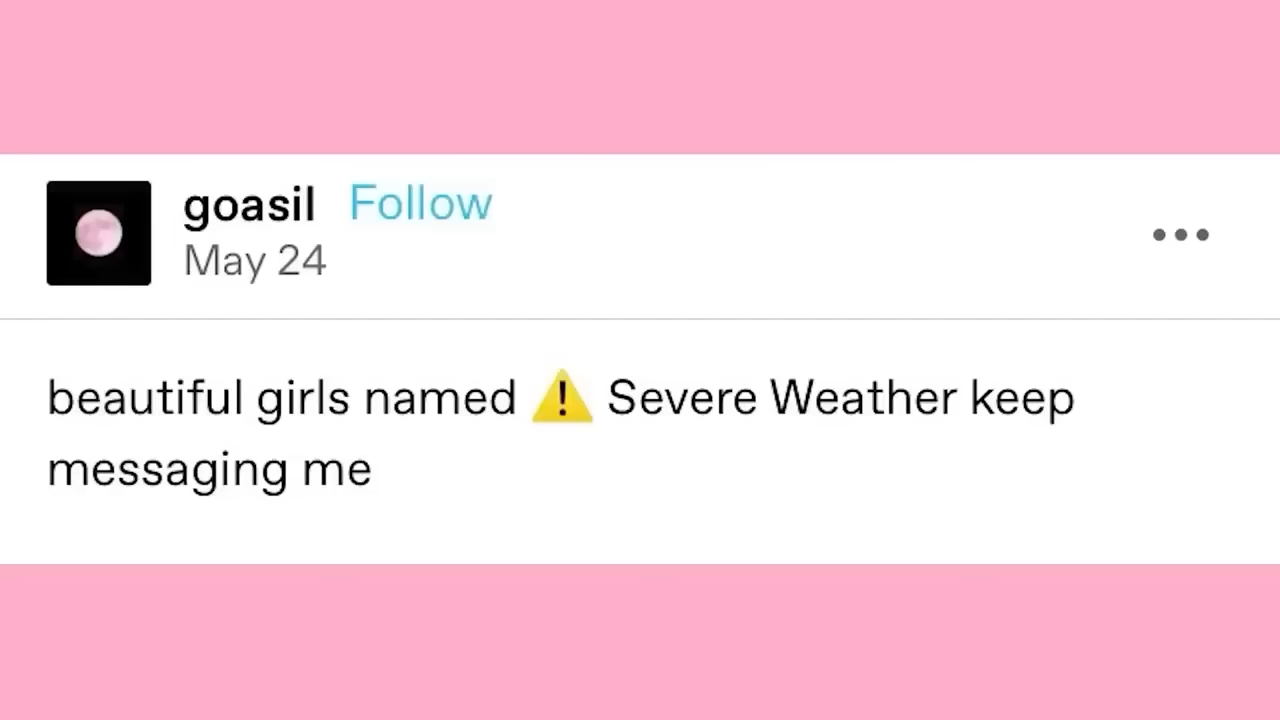 goasil Follow
May 24
beautiful girls named ⚠️ Severe Weather keep
messaging me